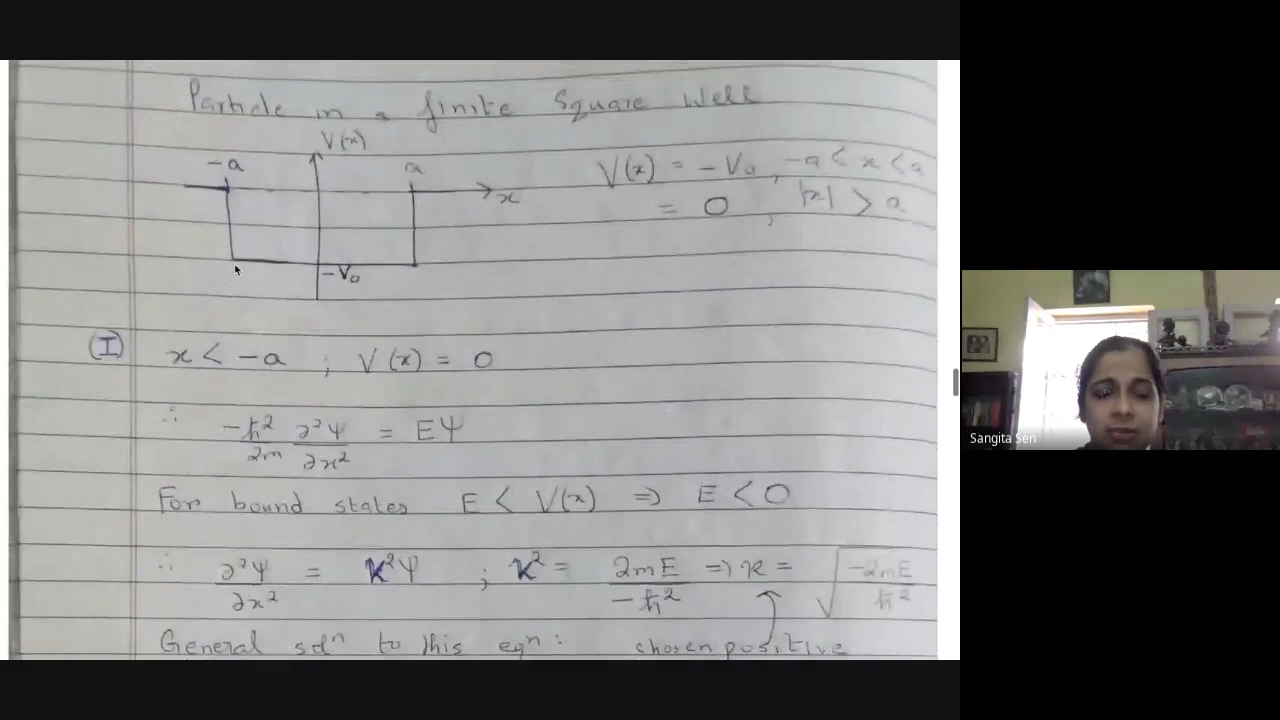 Particle in a finite Square Well
V(x)
-a
a
x
-V₀
V(x) = -V₀, -a < x < a
= 0, |x| > a
(I) x < -a ; V(x) = 0
∴ -ℏ²/2m ∂²Ψ/∂x² = EΨ
For bound states E < V(x) ⇒ E < 0
∴ ∂²Ψ/∂x² = κ²Ψ ; κ² = 2mE/-ℏ² ⇒ κ = √(-2mE/ℏ²)
General solⁿ to this eqⁿ: chosen positive
Sangita Sen